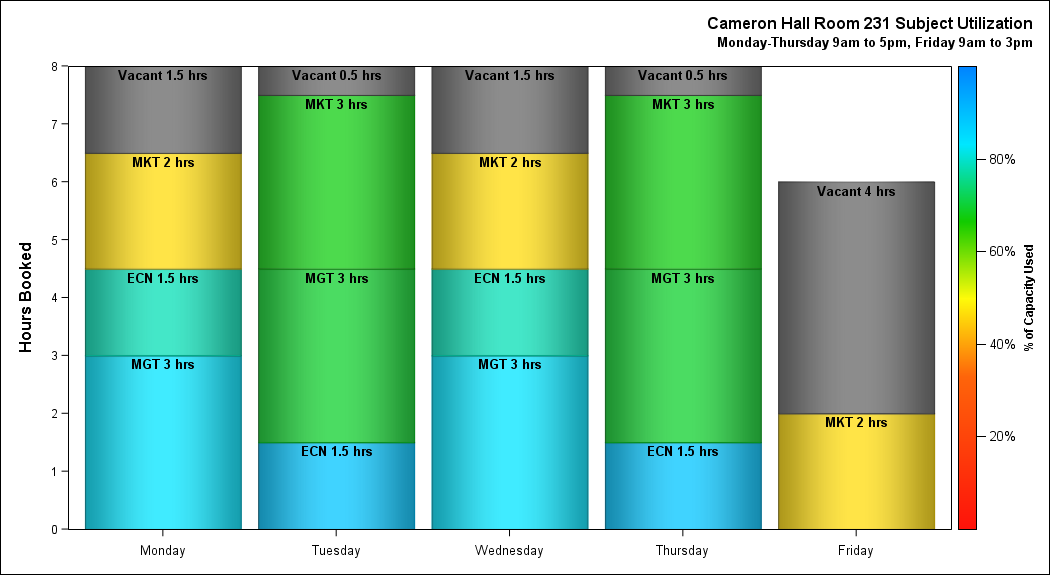 Cameron Hall Room 231 Subject Utilization
Monday-Thursday 9am to 5pm, Friday 9am to 3pm
Hours Booked
8
7
6
5
4
3
2
1
0
Vacant 1.5 hrs
MKT 2 hrs
ECN 1.5 hrs
MGT 3 hrs
Monday
Vacant 0.5 hrs
MKT 3 hrs
MGT 3 hrs
ECN 1.5 hrs
Tuesday
Vacant 1.5 hrs
MKT 2 hrs
ECN 1.5 hrs
MGT 3 hrs
Wednesday
Vacant 0.5 hrs
MKT 3 hrs
MGT 3 hrs
ECN 1.5 hrs
Thursday
Vacant 4 hrs
MKT 2 hrs
Friday
80%
60%
40%
20%
% of Capacity Used